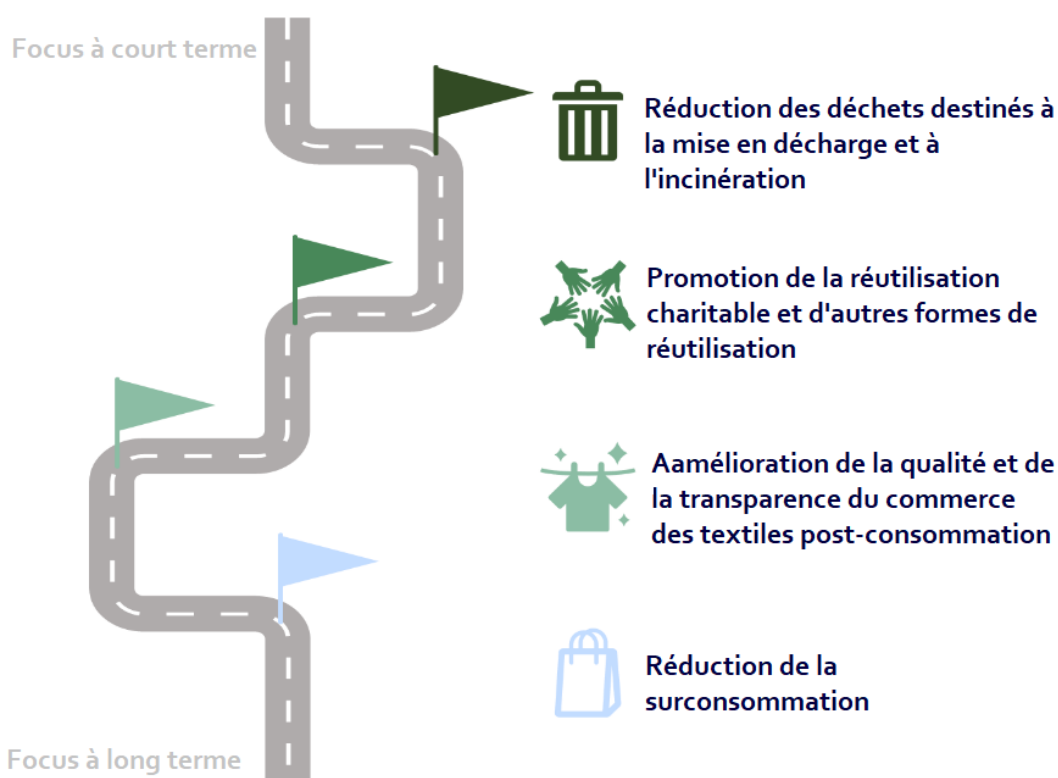 Focus à court terme
Réduction des déchets destinés à
la mise en décharge et à
l'incinération
Promotion de la réutilisation
charitable et d'autres formes de
réutilisation
Aamélioration de la qualité et de
la transparence du commerce
des textiles post-consommation
Réduction de la
surconsommation
Focus à long terme